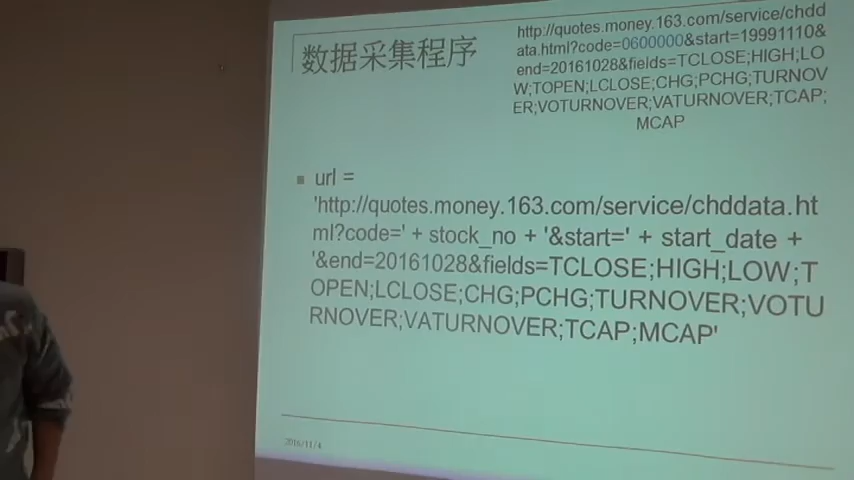 数据采集程序
http://quotes.money.163.com/service/chdd
ata.html?code=0600000&start=19991110&
end=20161028&fields=TCLOSE;HIGH;LO
W;TOPEN;LCLOSE;CHG;PCHG;TURNOV
ER;VOTURNOVER;VATURNOVER;TCAP;
MCAP
url =
'http://quotes.money.163.com/service/chddata.ht
ml?code=' + stock_no + '&start=' + start_date +
'&end=20161028&fields=TCLOSE;HIGH;LOW;T
OPEN;LCLOSE;CHG;PCHG;TURNOVER;VOTU
RNOVER;VATURNOVER;TCAP;MCAP'
2016/11/4